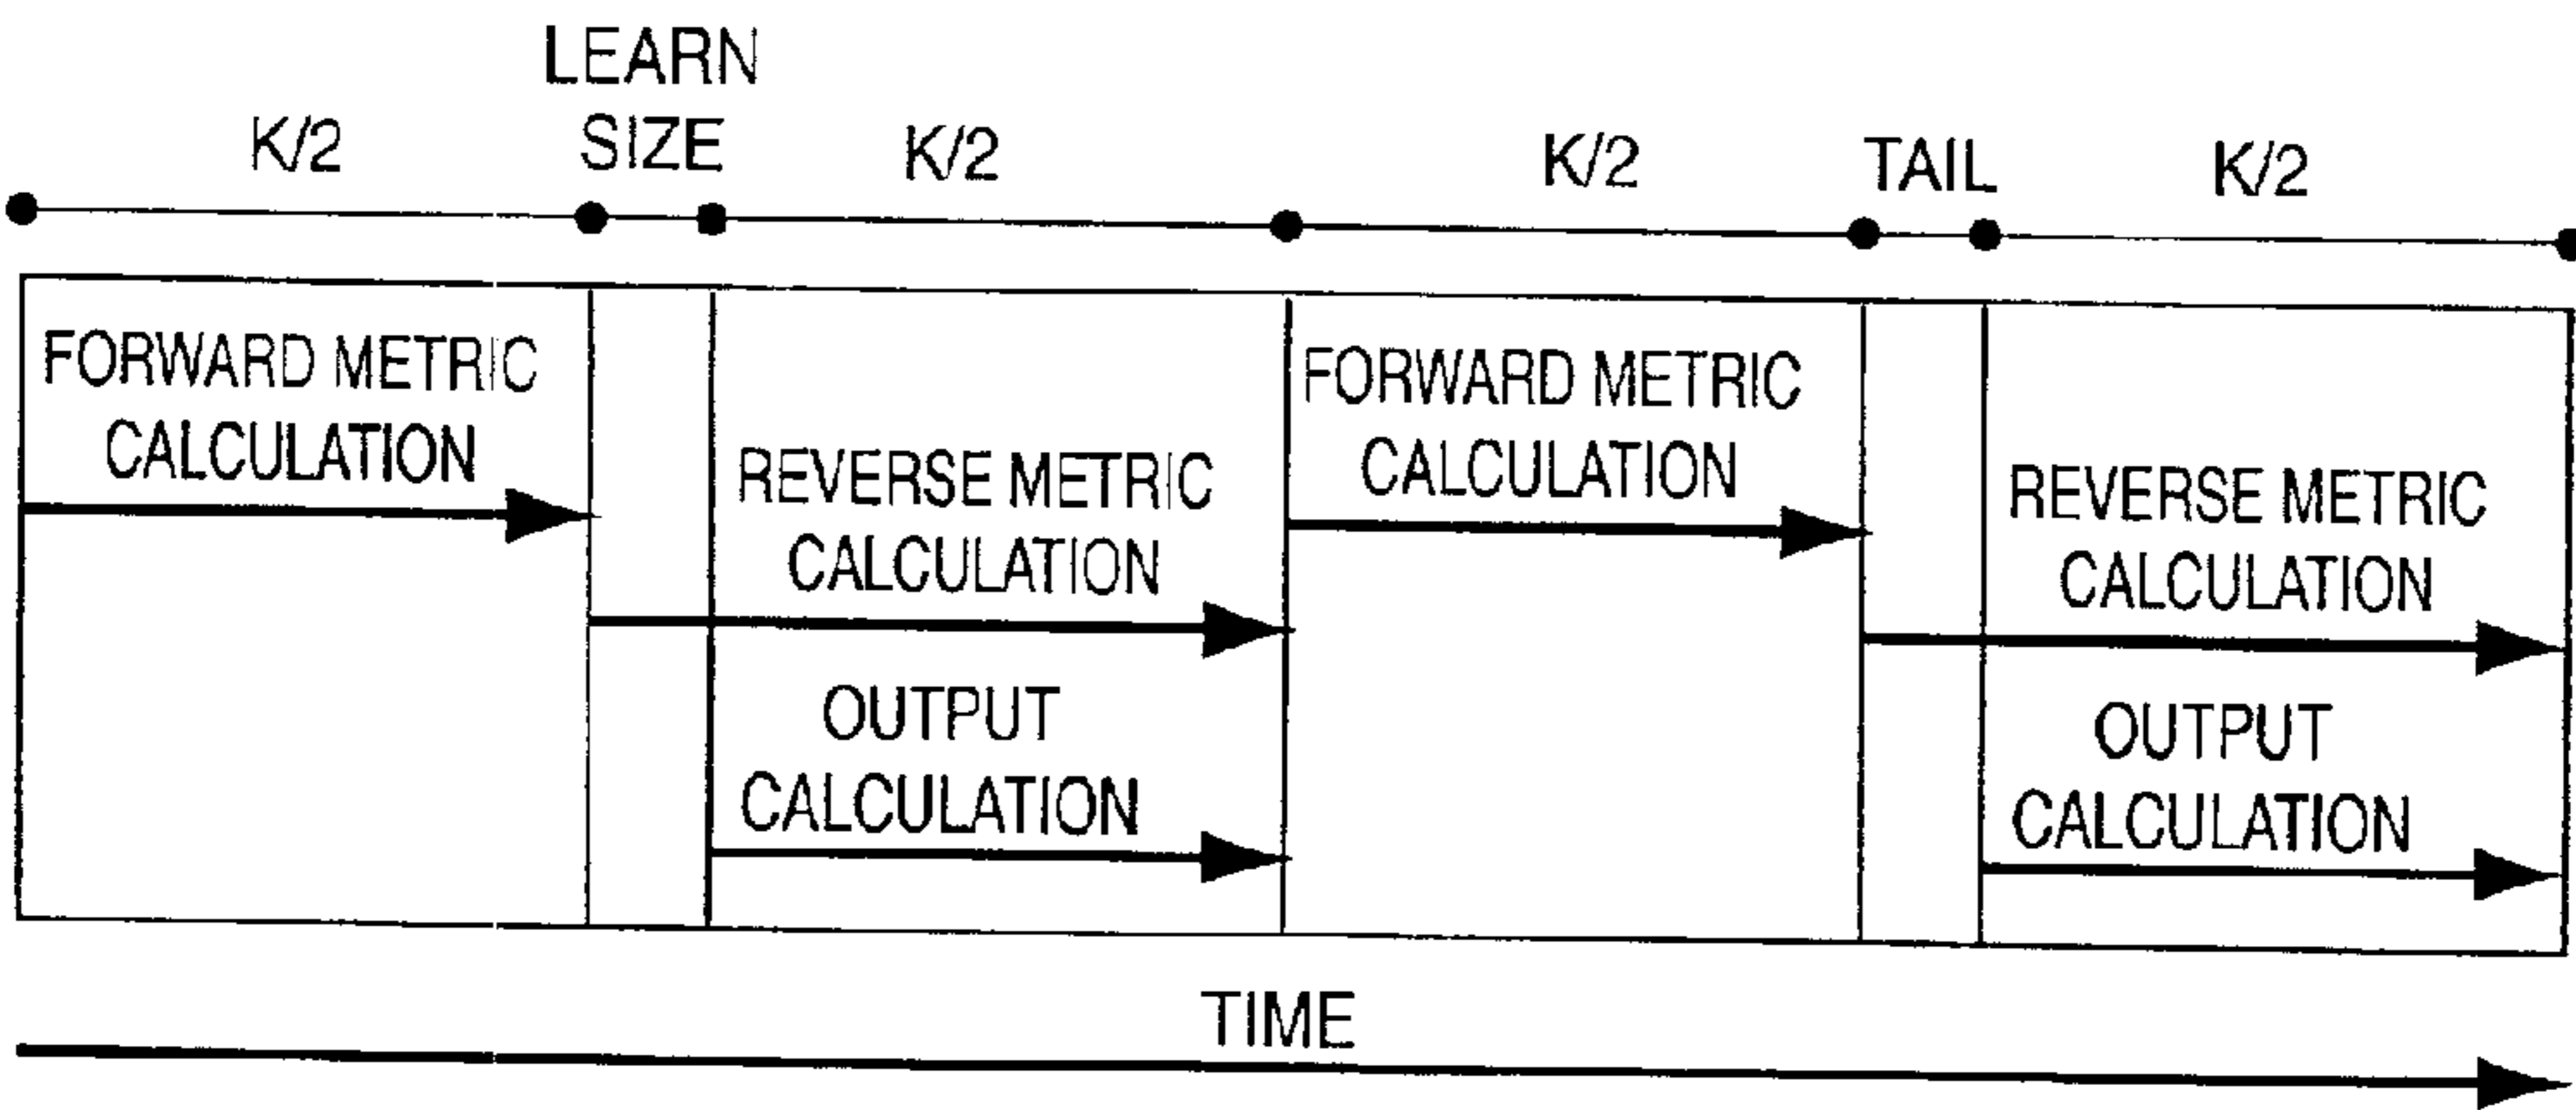 LEARN
SIZE
K/2
K/2
K/2
TAIL
K/2
FORWARD METRIC
CALCULATION
REVERSE METRIC
CALCULATION
OUTPUT
CALCULATION
FORWARD METRIC
CALCULATION
REVERSE METRIC
CALCULATION
OUTPUT
CALCULATION
TIME